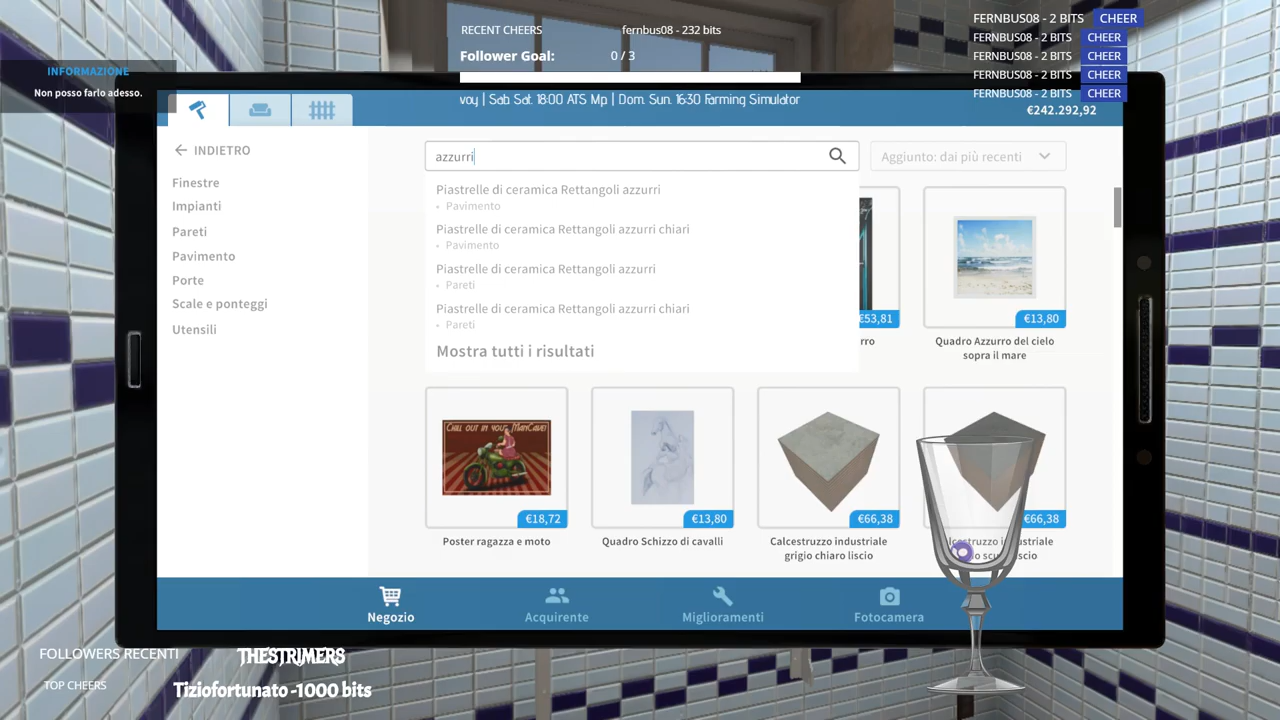 RECENT CHEERS
fernbus08 - 232 bits
Follower Goal:
0 / 3
voy | Sab Sat. 18:00 ATS Mp | Dom. Sun. 16:30 Farming Simulator
FERNBUS08 - 2 BITS CHEER
FERNBUS08 - 2 BITS CHEER
FERNBUS08 - 2 BITS CHEER
FERNBUS08 - 2 BITS CHEER
FERNBUS08 - 2 BITS CHEER
€242.292,92
INFORMAZIONE
Non posso farlo adesso.
INDIETRO
Finestre
Impianti
Pareti
Pavimento
Porte
Scale e ponteggi
Utensili
azzurri
Aggiunto: dai più recenti
Piastrelle di ceramica Rettangoli azzurri
• Pavimento
Piastrelle di ceramica Rettangoli azzurri chiari
• Pavimento
Piastrelle di ceramica Rettangoli azzurri
• Pareti
Piastrelle di ceramica Rettangoli azzurri chiari
• Pareti
Mostra tutti i risultati
€53,81
rro
€13,80
Quadro Azzurro del cielo
sopra il mare
CHILL OUT IN YOUR MANCAVE!
€18,72
Poster ragazza e moto
€13,80
Quadro Schizzo di cavalli
€66,38
Calcestruzzo industriale
grigio chiaro liscio
€66,38
Calcestruzzo industriale
liscio
Negozio
Acquirente
Miglioramenti
Fotocamera
FOLLOWERS RECENTI
THESTRIMERS
TOP CHEERS
Tiziofortunato -1000 bits